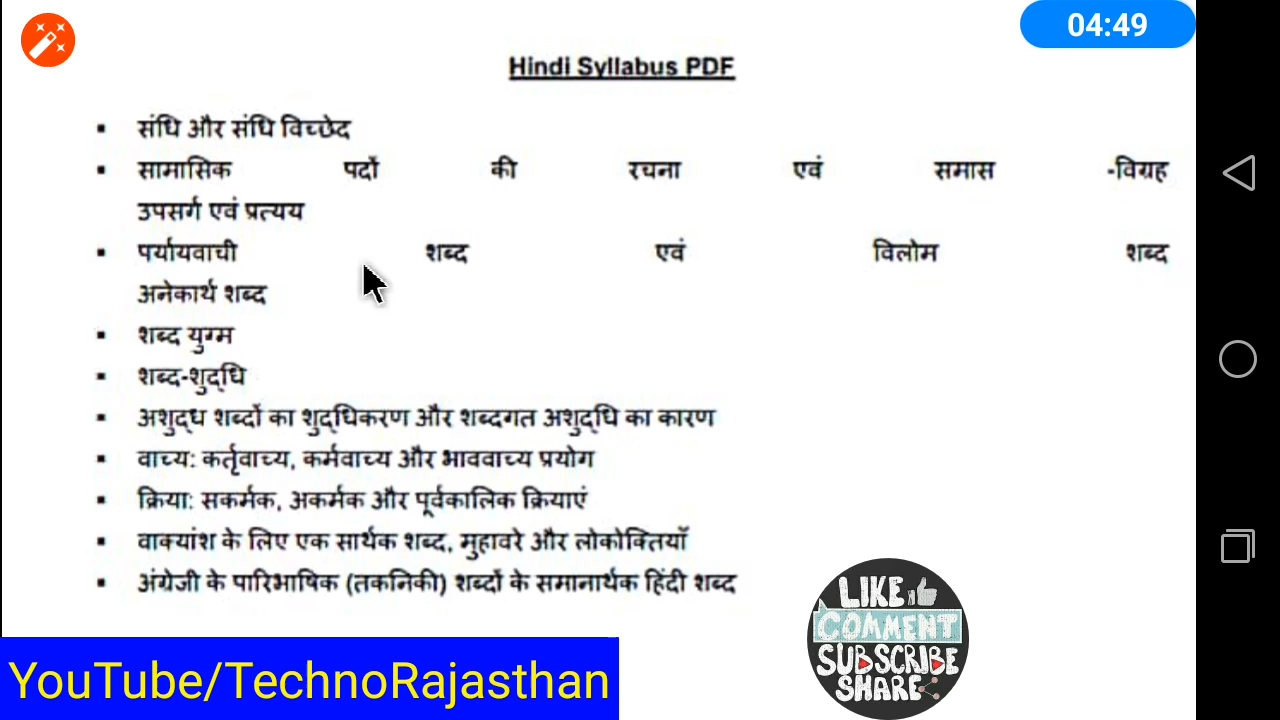 04:49
Hindi Syllabus PDF
▪ संधि और संधि विच्छेद
▪ सामासिक पदों की रचना एवं समास -विग्रह
उपसर्ग एवं प्रत्यय
▪ पर्यायवाची शब्द एवं विलोम शब्द
अनेकार्थ शब्द
▪ शब्द युग्म
▪ शब्द-शुद्धि
▪ अशुद्ध शब्दों का शुद्धिकरण और शब्दगत अशुद्धि का कारण
▪ वाच्य: कर्तृवाच्य, कर्मवाच्य और भाववाच्य प्रयोग
▪ क्रिया: सकर्मक, अकर्मक और पूर्वकालिक क्रियाएं
▪ वाक्यांश के लिए एक सार्थक शब्द, मुहावरे और लोकोक्तियाँ
▪ अंग्रेजी के पारिभाषिक (तकनिकी) शब्दों के समानार्थक हिंदी शब्द
LIKE
COMMENT
SUBSCRIBE
SHARE
YouTube/TechnoRajasthan